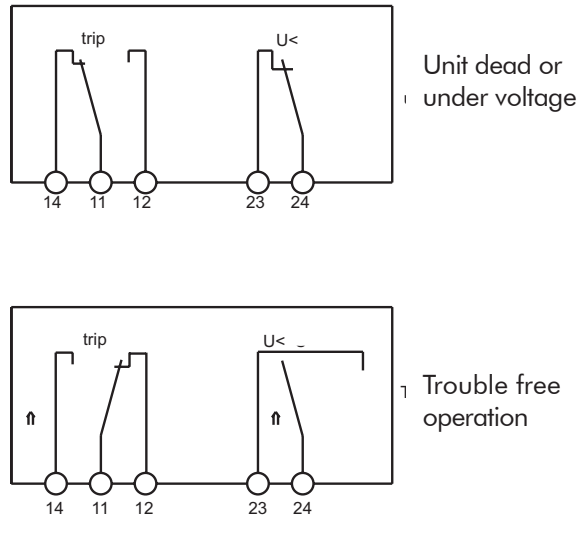 trip
U<
Unit dead or
under voltage
14 11 12 23 24
trip
U<
Trouble free
operation
14 11 12 23 24